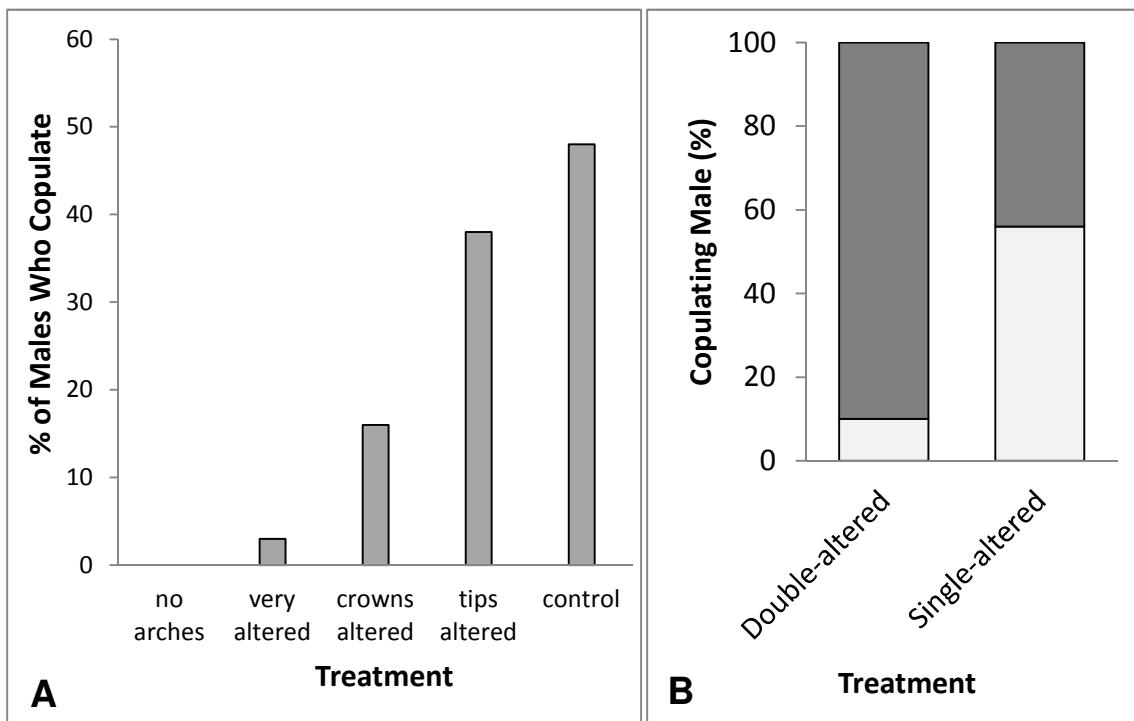 60
50
40
30
20
10
0
% of Males Who Copulate
no arches
very altered
crowns altered
tips altered
control
Treatment
A
100
80
60
40
20
0
Copulating Male (%)
Double-altered
Single-altered
Treatment
B